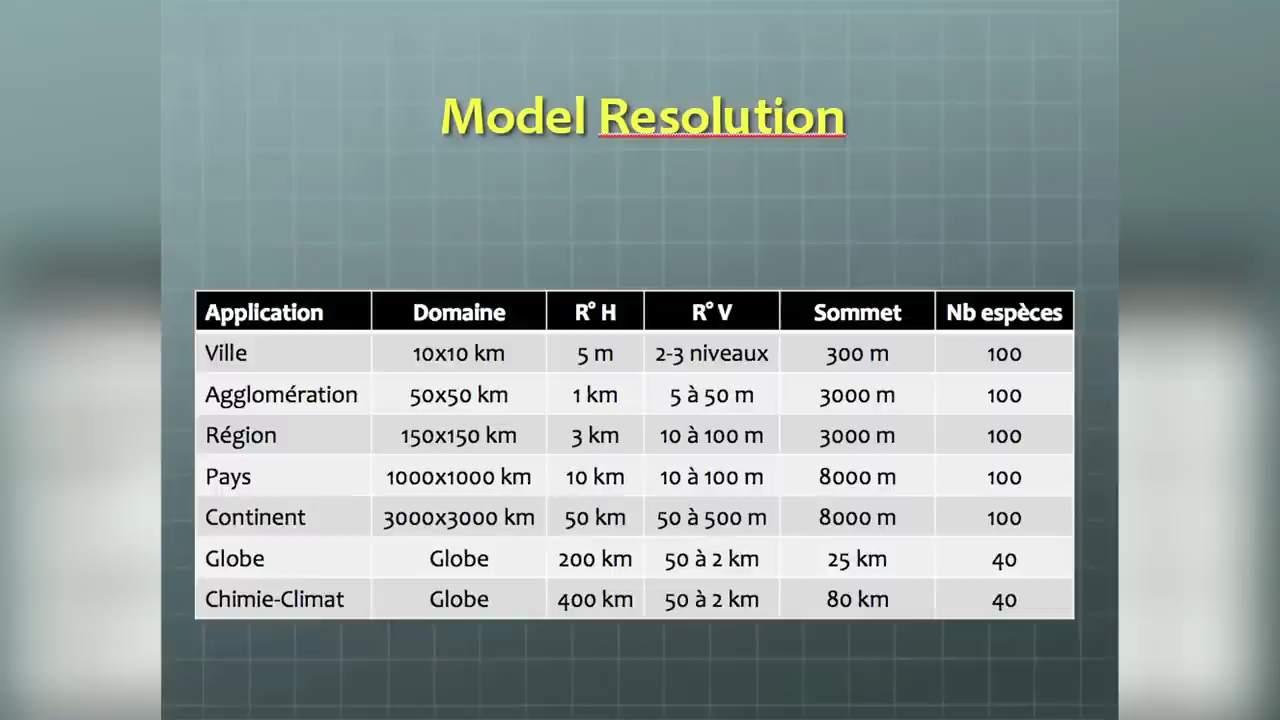 Model Resolution
Application Domaine R° H R° V Sommet Nb espèces
Ville 10x10 km 5 m 2-3 niveaux 300 m 100
Agglomération 50x50 km 1 km 5 à 50 m 3000 m 100
Région 150x150 km 3 km 10 à 100 m 3000 m 100
Pays 1000x1000 km 10 km 10 à 100 m 8000 m 100
Continent 3000x3000 km 50 km 50 à 500 m 8000 m 100
Globe Globe 200 km 50 à 2 km 25 km 40
Chimie-Climat Globe 400 km 50 à 2 km 80 km 40